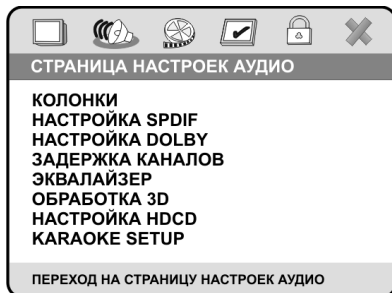 СТРАНИЦА НАСТРОЕК АУДИО
КОЛОНКИ
НАСТРОЙКА SPDIF
НАСТРОЙКА DOLBY
ЗАДЕРЖКА КАНАЛОВ
ЭКВАЛАЙЗЕР
ОБРАБОТКА 3D
НАСТРОЙКА HDCD
KARAOKE SETUP
ПЕРЕХОД НА СТРАНИЦУ НАСТРОЕК АУДИО